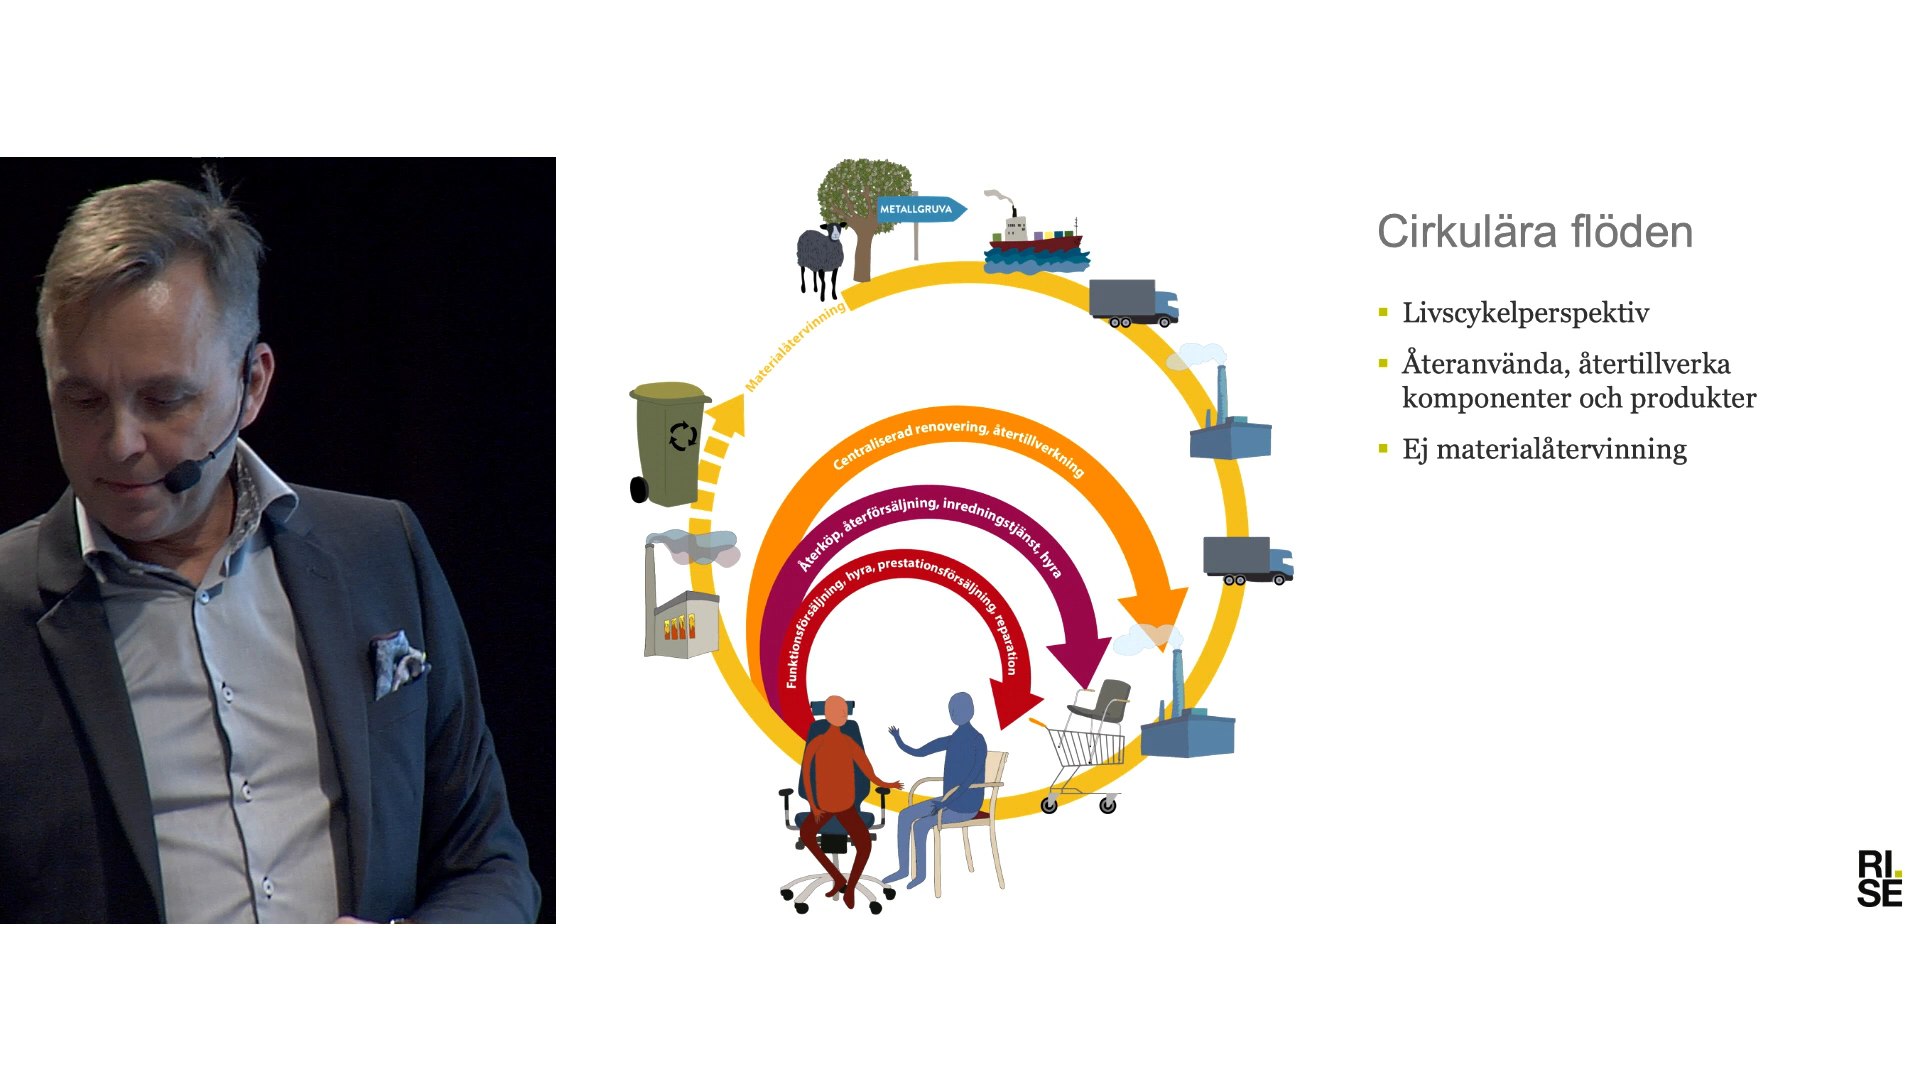 METALLGRUVA
Materialåtervinning
Centraliserad renovering, återtillverkning
Återköp, återförsäljning, inredningstjänst, hyra
Funktionsförsäljning, hyra, prestationsförsäljning, reparation
Cirkulära flöden
Livscykelperspektiv
Återanvända, återtillverka
komponenter och produkter
Ej materialåtervinning
RI.
SE